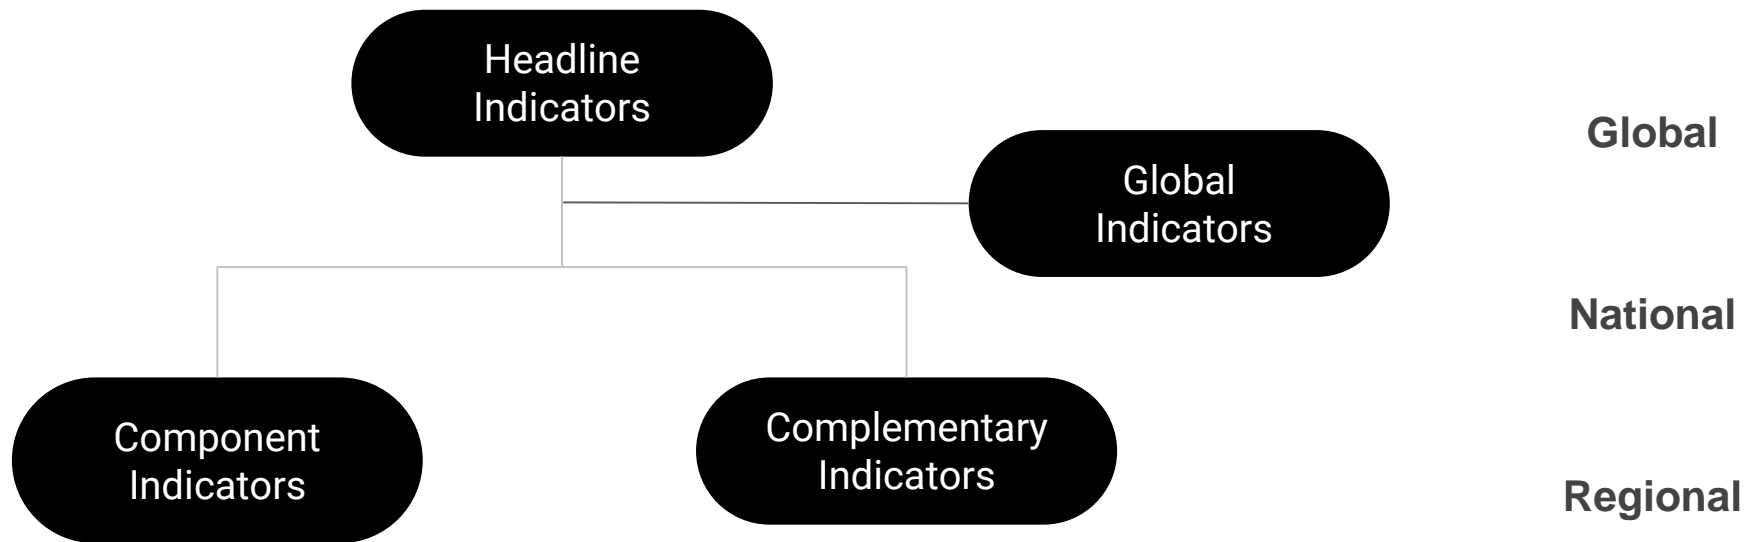 Headline
Indicators
Global
Global
Indicators
National
Component
Indicators
Complementary
Indicators
Regional